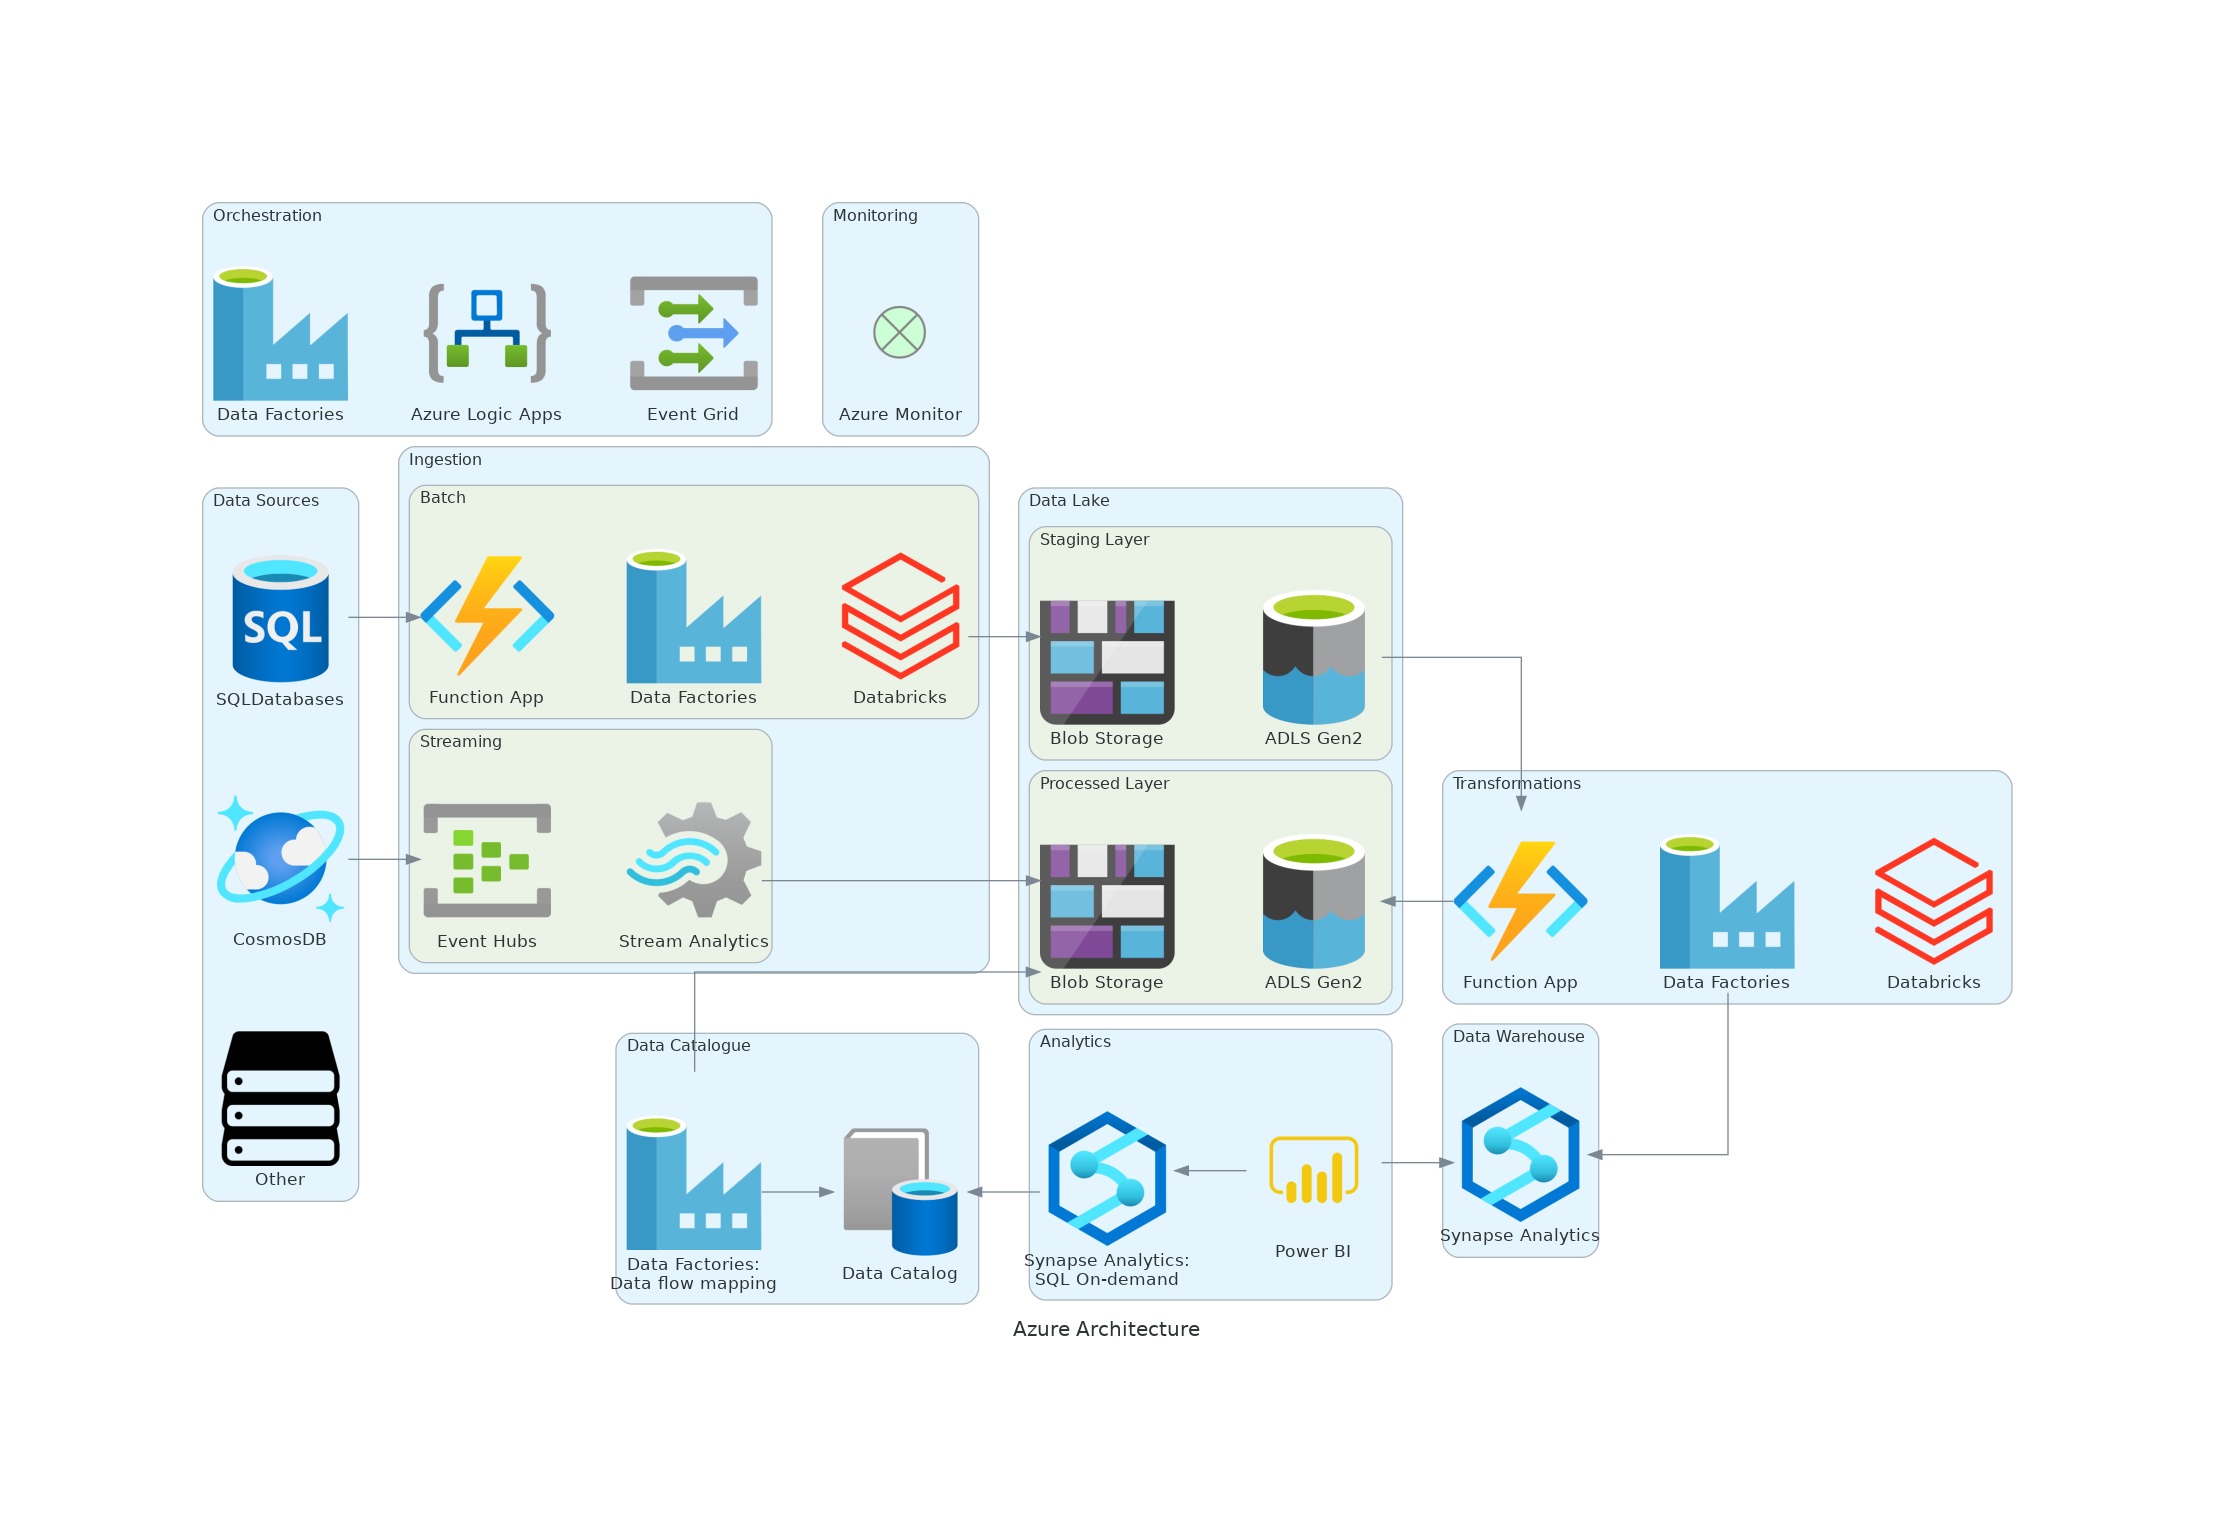 Orchestration
Data Factories
Azure Logic Apps
Event Grid
Monitoring
Azure Monitor
Data Sources
SQL
SQLDatabases
CosmosDB
Other
Ingestion
Batch
Function App
Data Factories
Databricks
Streaming
Event Hubs
Stream Analytics
Data Lake
Staging Layer
Blob Storage
ADLS Gen2
Processed Layer
Blob Storage
ADLS Gen2
Transformations
Function App
Data Factories
Databricks
Data Catalogue
Data Factories:
Data flow mapping
Data Catalog
Analytics
Synapse Analytics:
SQL On-demand
Power BI
Data Warehouse
Synapse Analytics
Azure Architecture